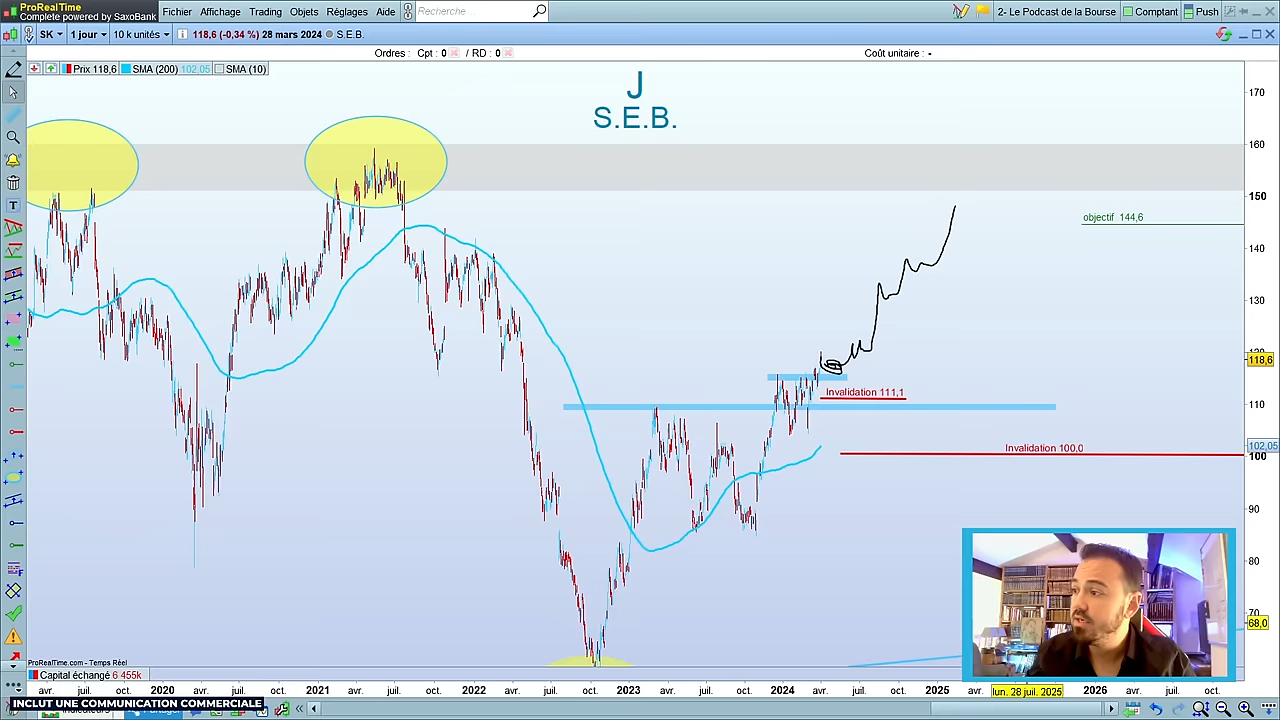 ProRealTime
Complete powered by SaxoBank
Fichier Affichage Trading Objets Réglages Aide
Recherche
2- Le Podcast de la Bourse Comptant Push
SK 1 jour 10 k unités 118,6 (-0,34 %) 28 mars 2024 S.E.B.
Ordres : Cpt : 0 / RD : 0 Coût unitaire : -
Prix 118,6 SMA (200) 102,05 SMA (10)
J
S.E.B.
170
160
150
objectif 144,6
140
130
118,6
Invalidation 111,1
110
Invalidation 100,0
102,05
100
90
80
70
68,0
ProRealTime.com - Temps Réel
Capital échangé 6 455k
avr. juil. oct. 2020 avr. juil. oct. 2021 avr. juil. oct. 2022 avr. juil. oct. 2023 avr. juil. oct. 2024 avr. juil. oct. 2025 avr. lun. 28 juil. 2025 2026 avr. juil. oct.
INCLUT UNE COMMUNICATION COMMERCIALE